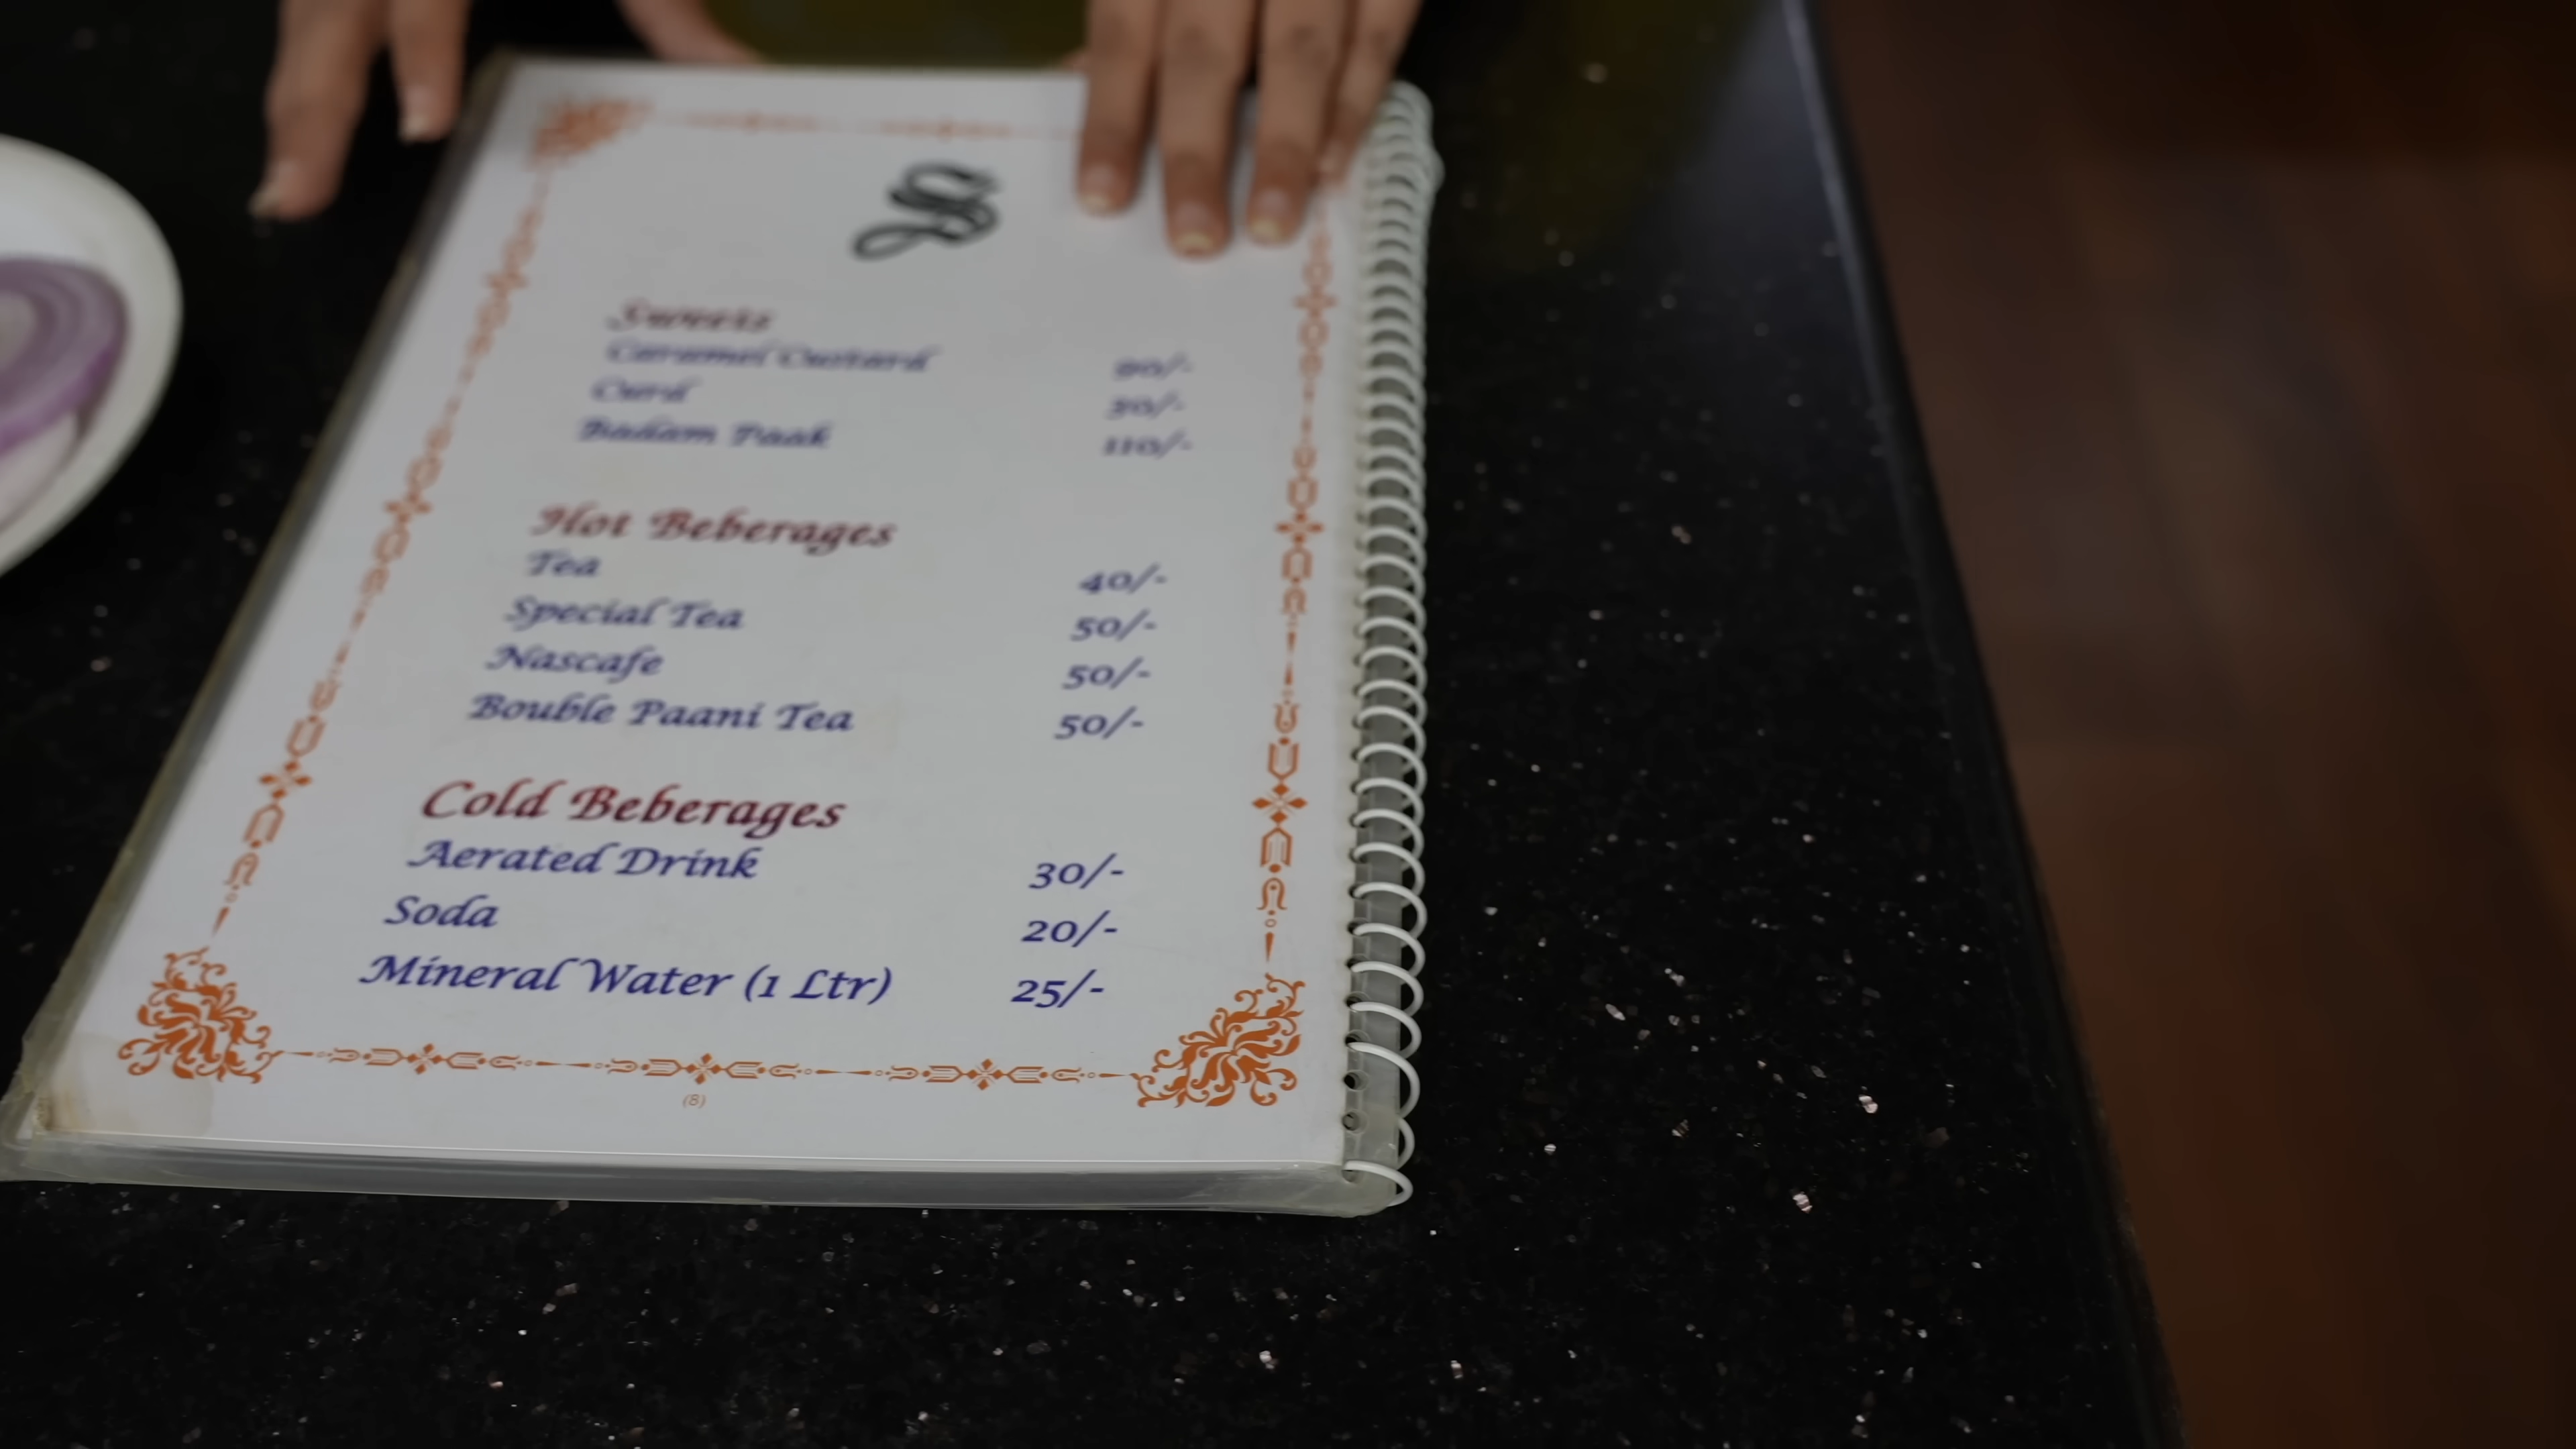 S
Sweets
Caramel Custard 90/-
Curd 50/-
Badam Paak 110/-
Hot Beberages
Tea 40/-
Special Tea 50/-
Nascafe 50/-
Bouble Paani Tea 50/-
Cold Beberages
Aerated Drink 30/-
Soda 20/-
Mineral Water (1 Ltr) 25/-
(8)